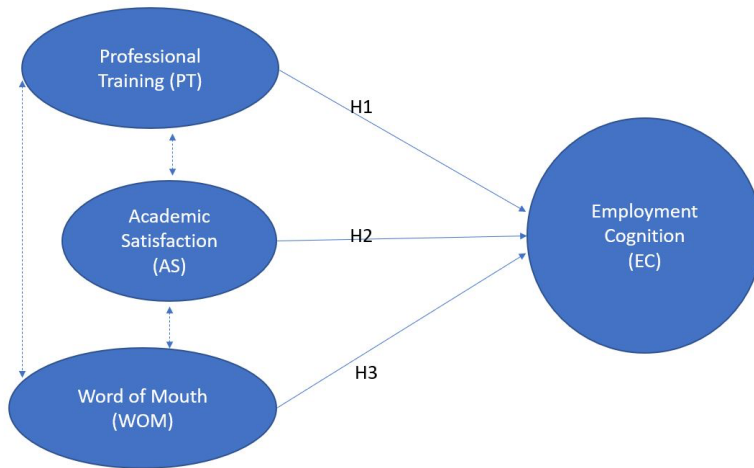 Professional
Training (PT)
H1
Academic
Satisfaction
(AS)
H2
Employment
Cognition
(EC)
H3
Word of Mouth
(WOM)